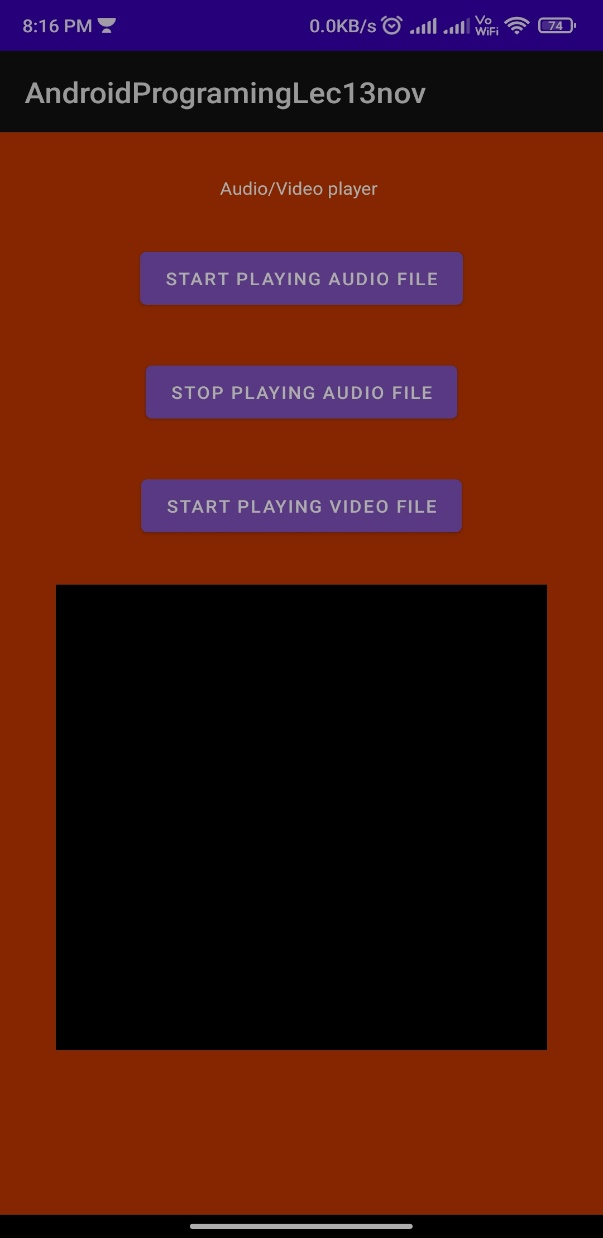 8:16 PM 0.0KB/s Vo WiFi 74
AndroidProgramingLec13nov
Audio/Video player
START PLAYING AUDIO FILE
STOP PLAYING AUDIO FILE
START PLAYING VIDEO FILE